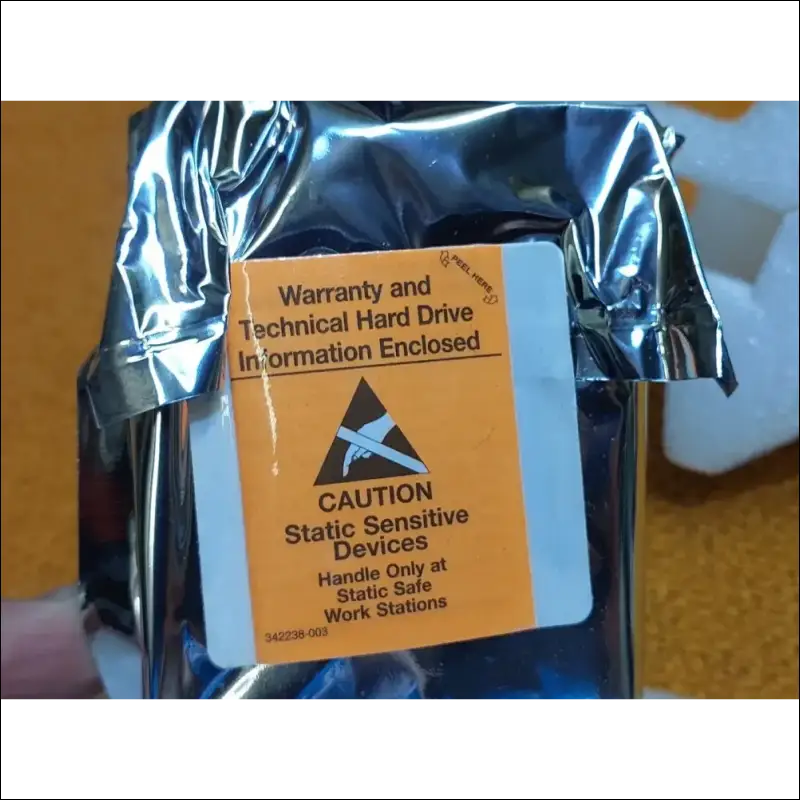 PEEL HERE
Warranty and
Technical Hard Drive
Information Enclosed
CAUTION
Static Sensitive
Devices
Handle Only at
Static Safe
Work Stations
342238-003